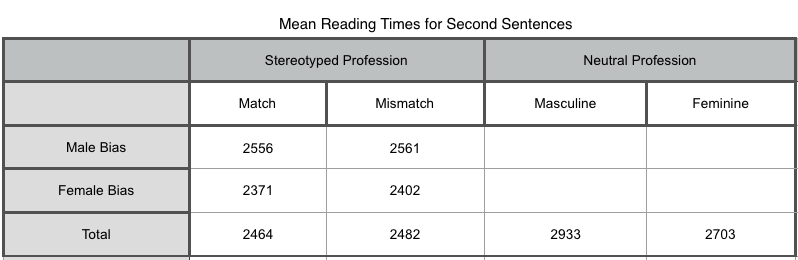 Mean Reading Times for Second Sentences
Stereotyped Profession Neutral Profession
Match Mismatch Masculine Feminine
Male Bias 2556 2561
Female Bias 2371 2402
Total 2464 2482 2933 2703